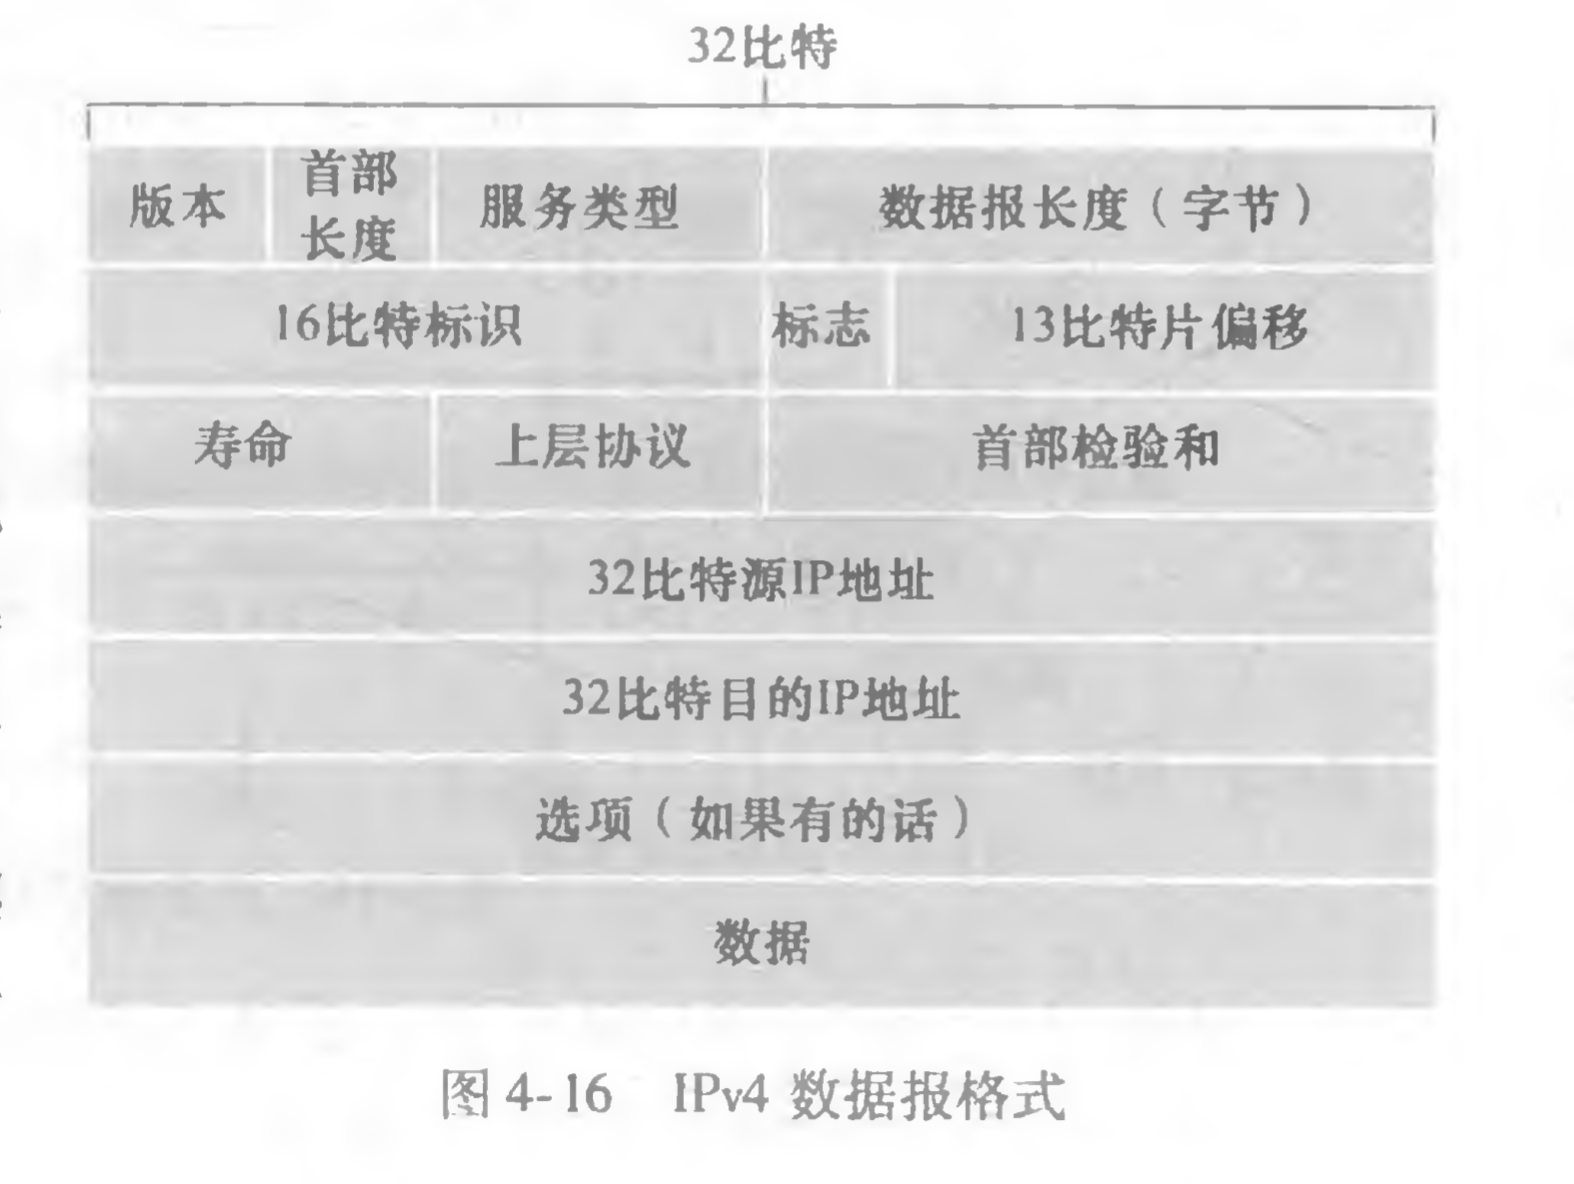 32比特
版本 首部长度 服务类型 数据报长度（字节）
16比特标识 标志 13比特片偏移
寿命 上层协议 首部检验和
32比特源IP地址
32比特目的IP地址
选项（如果有的话）
数据
图 4-16 IPv4 数据报格式